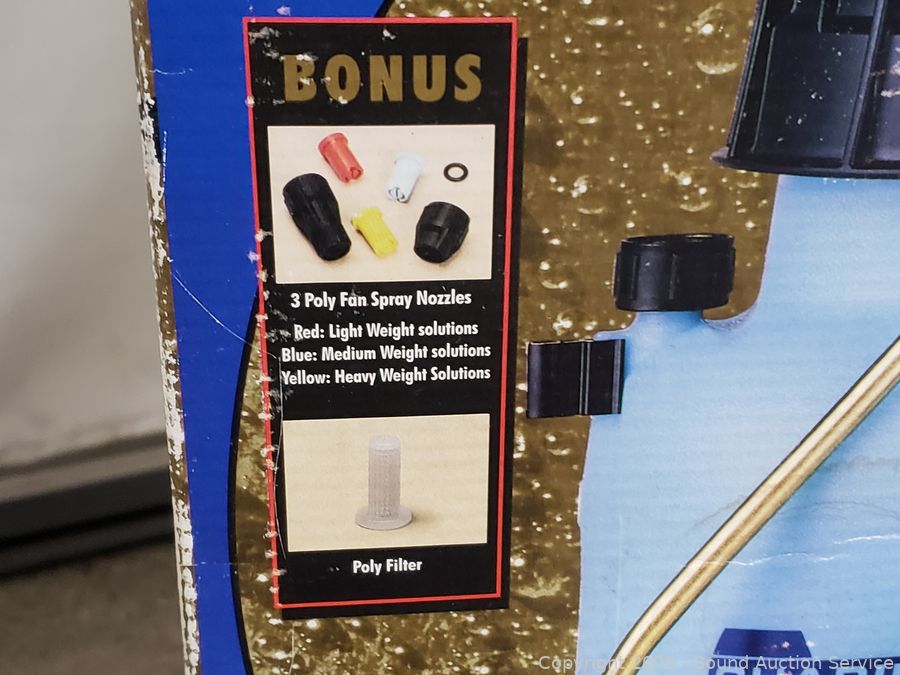 BONUS
3 Poly Fan Spray Nozzles
Red: Light Weight solutions
Blue: Medium Weight solutions
Yellow: Heavy Weight Solutions
Poly Filter
Copyright Sound Auction Service